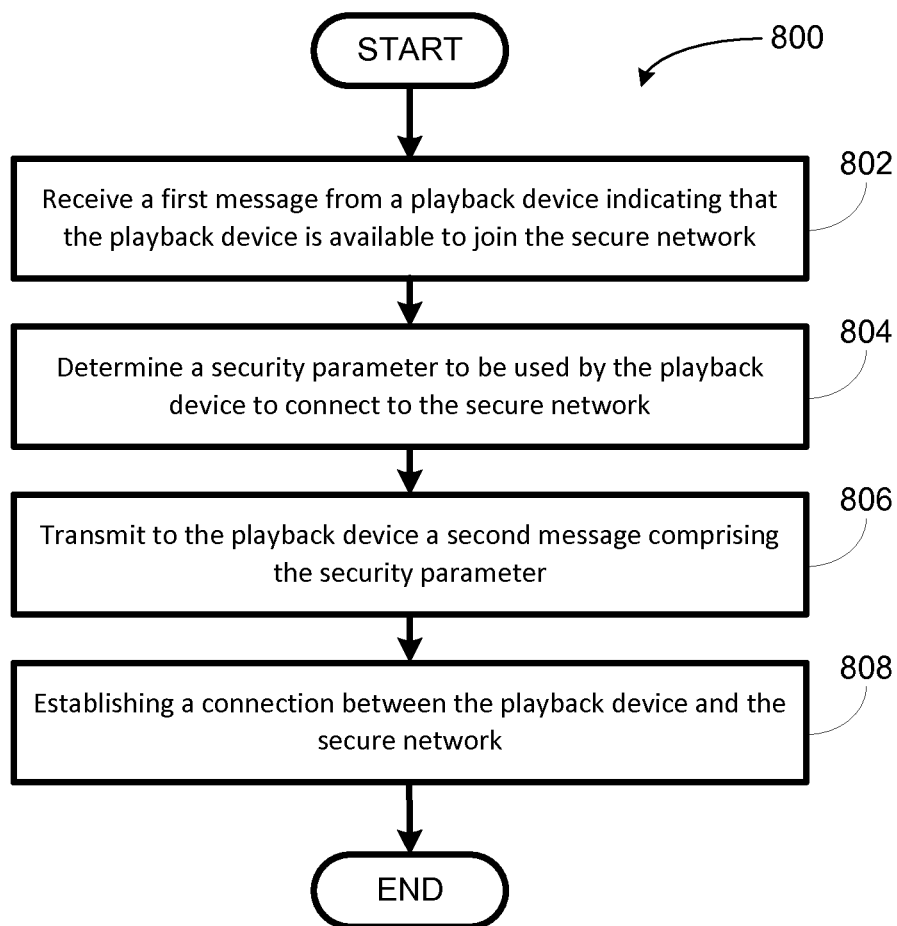 START
800
802
Receive a first message from a playback device indicating that
the playback device is available to join the secure network
804
Determine a security parameter to be used by the playback
device to connect to the secure network
806
Transmit to the playback device a second message comprising
the security parameter
808
Establishing a connection between the playback device and the
secure network
END